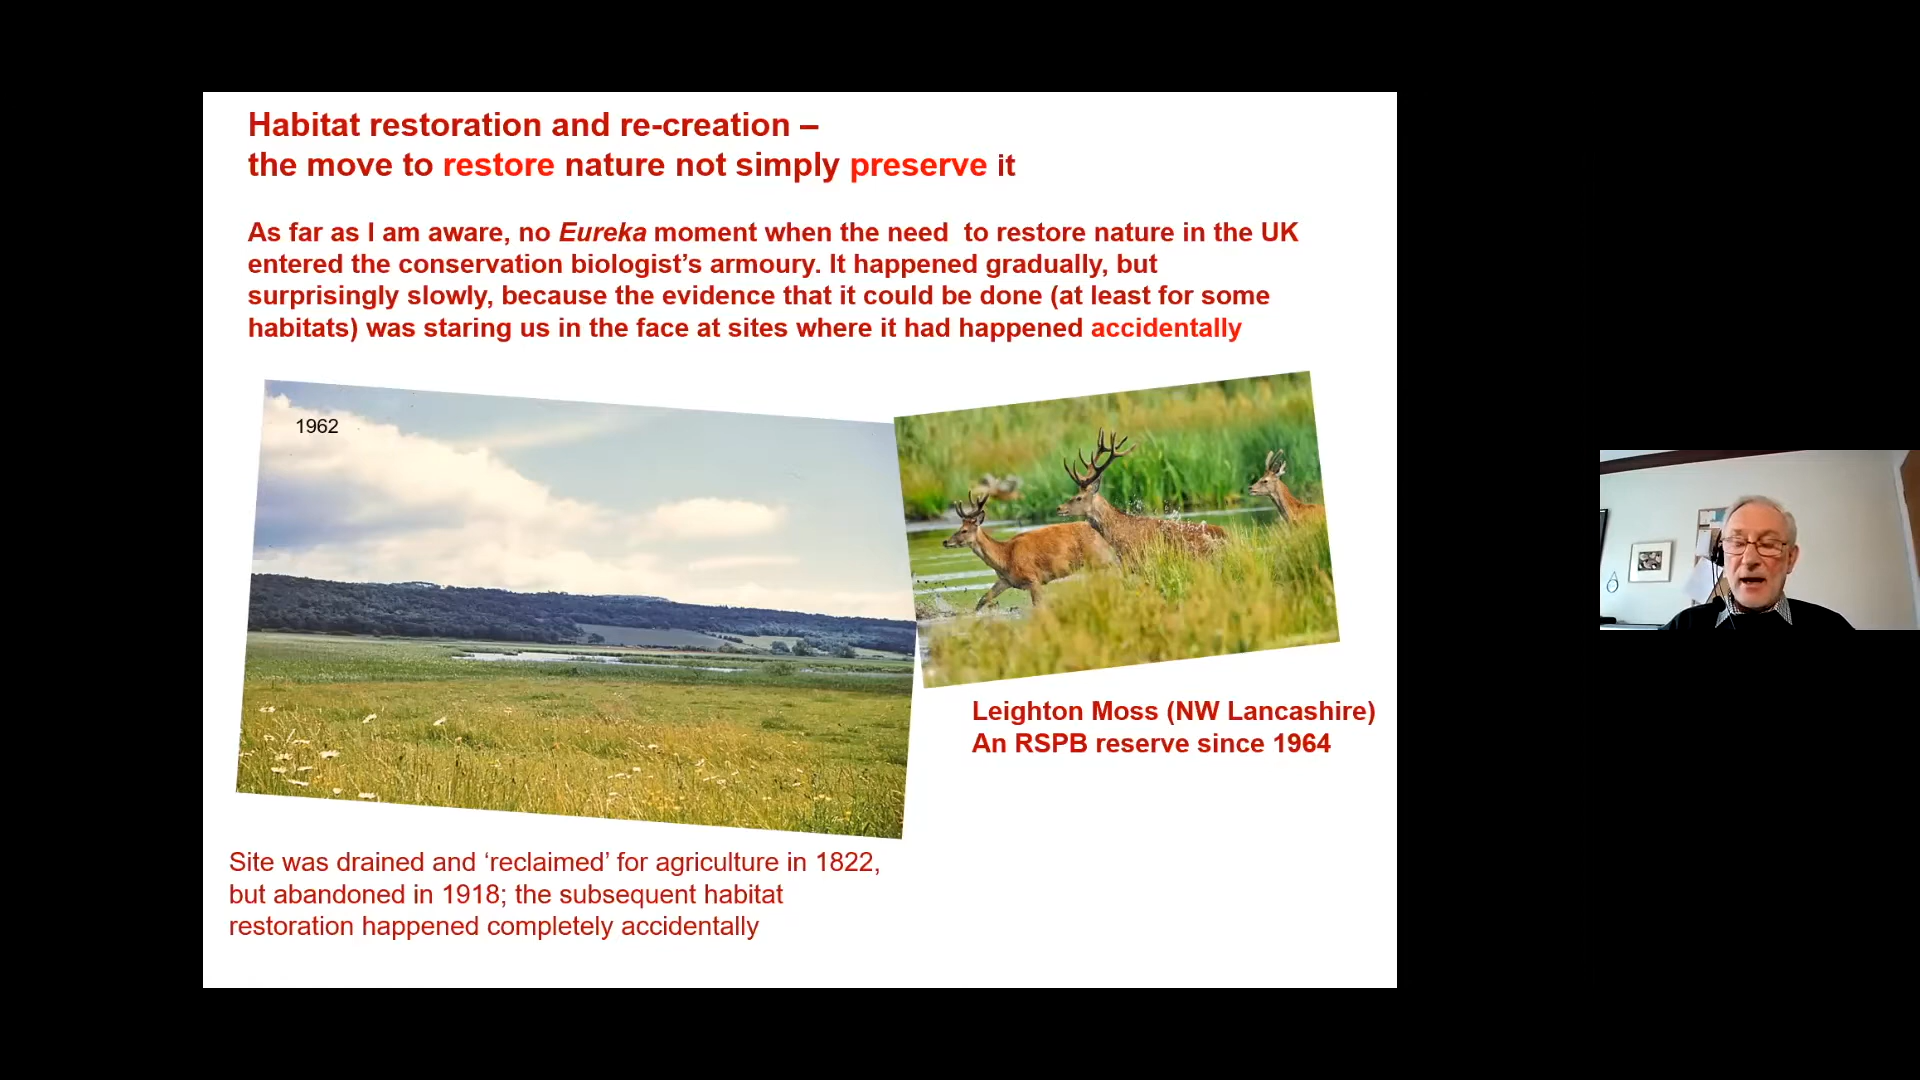 Habitat restoration and re-creation –
the move to restore nature not simply preserve it
As far as I am aware, no Eureka moment when the need  to restore nature in the UK
entered the conservation biologist’s armoury. It happened gradually, but
surprisingly slowly, because the evidence that it could be done (at least for some
habitats) was staring us in the face at sites where it had happened accidentally
1962
Leighton Moss (NW Lancashire)
An RSPB reserve since 1964
Site was drained and ‘reclaimed’ for agriculture in 1822,
but abandoned in 1918; the subsequent habitat
restoration happened completely accidentally